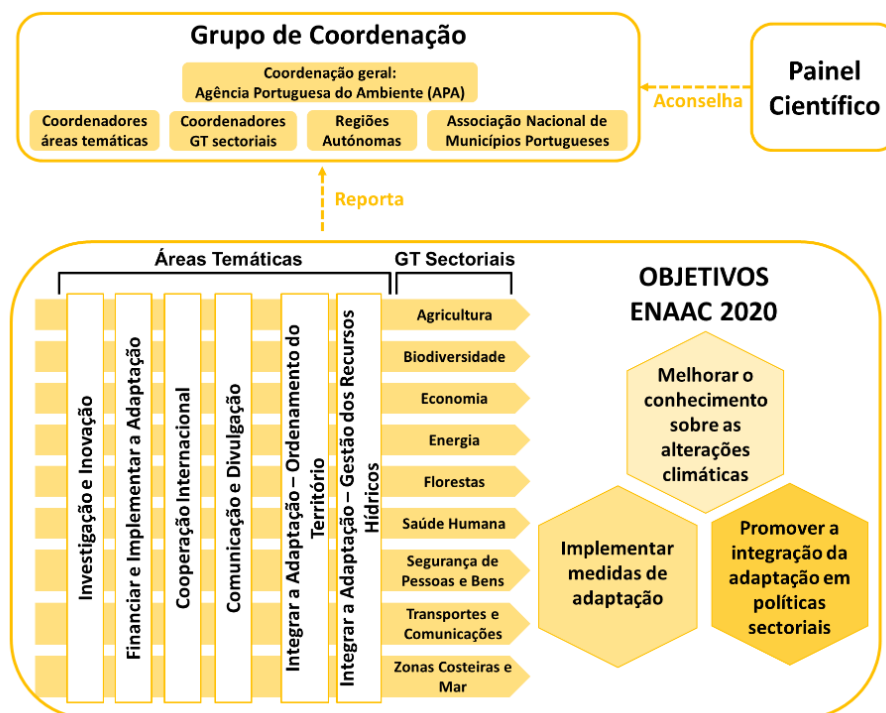 Grupo de Coordenação
Coordenação geral:
Agência Portuguesa do Ambiente (APA)
Coordenadores
áreas temáticas
Coordenadores
GT sectoriais
Regiões
Autónomas
Associação Nacional de
Municípios Portugueses
Aconselha
Painel
Científico
Reporta
Áreas Temáticas
GT Sectoriais
Investigação e Inovação
Financiar e Implementar a Adaptação
Cooperação Internacional
Comunicação e Divulgação
Integrar a Adaptação – Ordenamento do
Território
Integrar a Adaptação – Gestão dos Recursos
Hídricos
Agricultura
Biodiversidade
Economia
Energia
Florestas
Saúde Humana
Segurança de
Pessoas e Bens
Transportes e
Comunicações
Zonas Costeiras e
Mar
OBJETIVOS
ENAAC 2020
Melhorar o
conhecimento
sobre as
alterações
climáticas
Implementar
medidas de
adaptação
Promover a
integração da
adaptação em
políticas
sectoriais